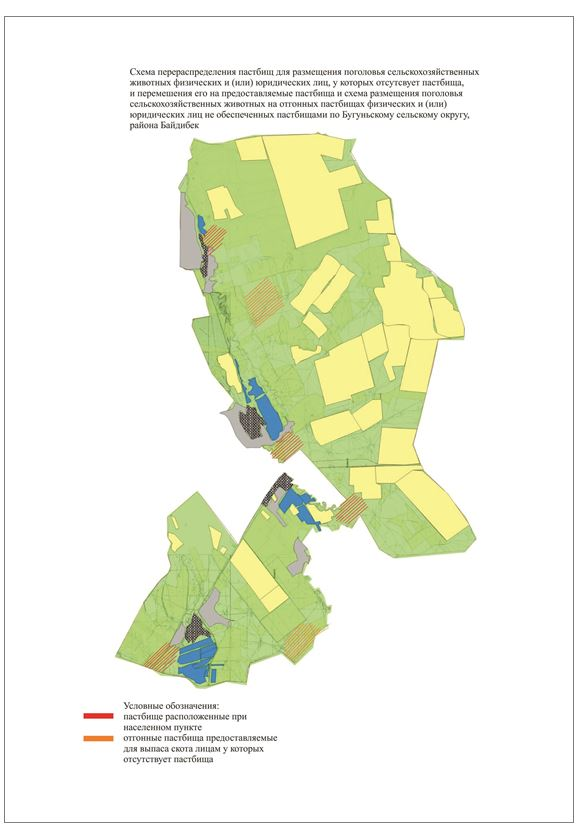 Схема перераспределения пастбищ для размещения поголовья сельскохозяйственных
животных физических и (или) юридических лиц, у которых отсутсвует пастбища,
и перемещения его на предоставляемые пастбища и схема размещения поголовья
сельскохозяйственных животных на отгонных пастбищах физических и (или)
юридических лиц не обеспеченных пастбищами по Бугуньскому сельскому округу,
района Байдибек
Условные обозначения:
пастбище расположенные при
населенном пункте
отгонные пастбища предоставляемые
для выпаса скота лицам у которых
отсутствует пастбища